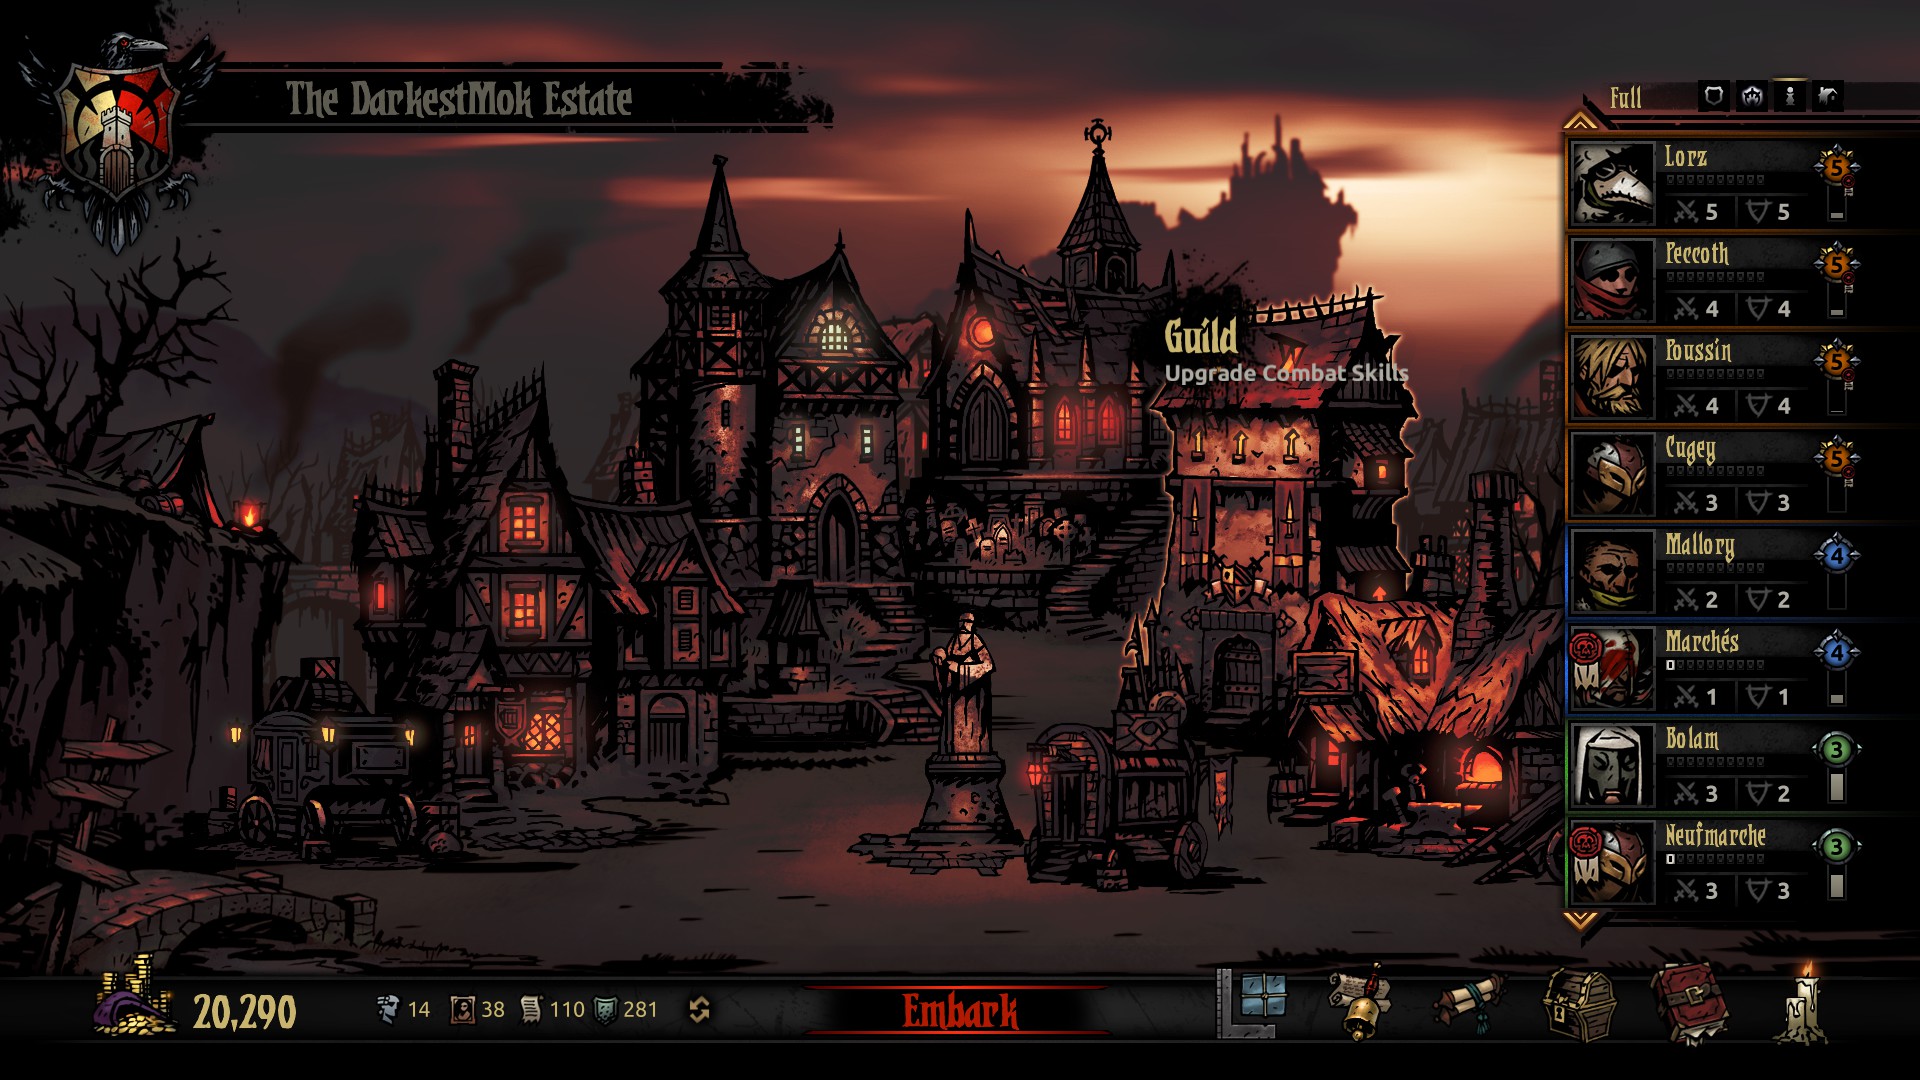 The DarkestMok Estate
Full
Lorz
5
5 5
Peccoth
5
4 4
Poussin
5
4 4
Cugey
5
3 3
Mallory
4
2 2
Marchés
4
1 1
Bolam
3
3 2
Neufmarche
3
3 3
Guild
Upgrade Combat Skills
20,290
14 38 110 281
Embark